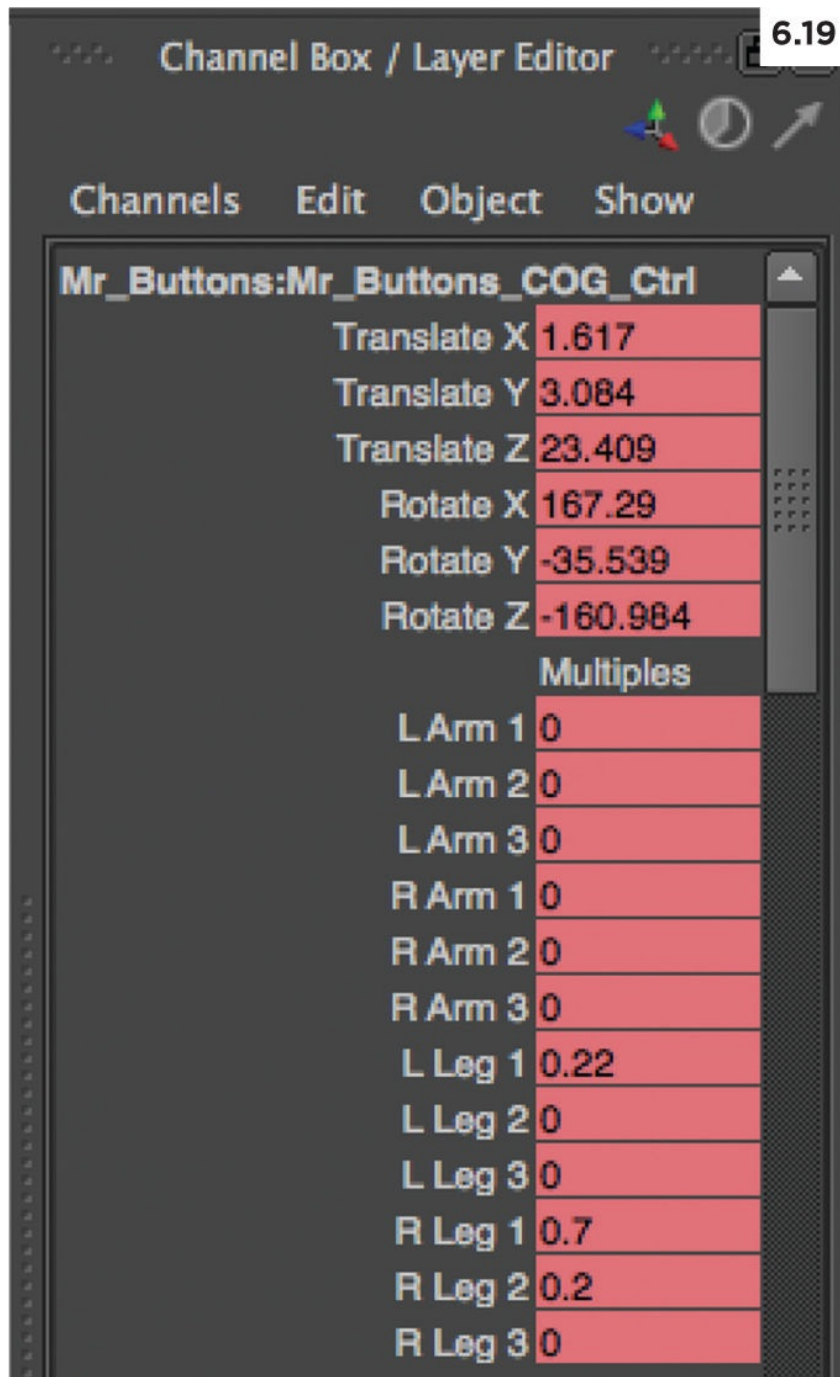 6.19
Channel Box / Layer Editor
Channels Edit Object Show
Mr_Buttons:Mr_Buttons_COG_Ctrl
Translate X 1.617
Translate Y 3.084
Translate Z 23.409
Rotate X 167.29
Rotate Y -35.539
Rotate Z -160.984
Multiples
L Arm 1 0
L Arm 2 0
L Arm 3 0
R Arm 1 0
R Arm 2 0
R Arm 3 0
L Leg 1 0.22
L Leg 2 0
L Leg 3 0
R Leg 1 0.7
R Leg 2 0.2
R Leg 3 0